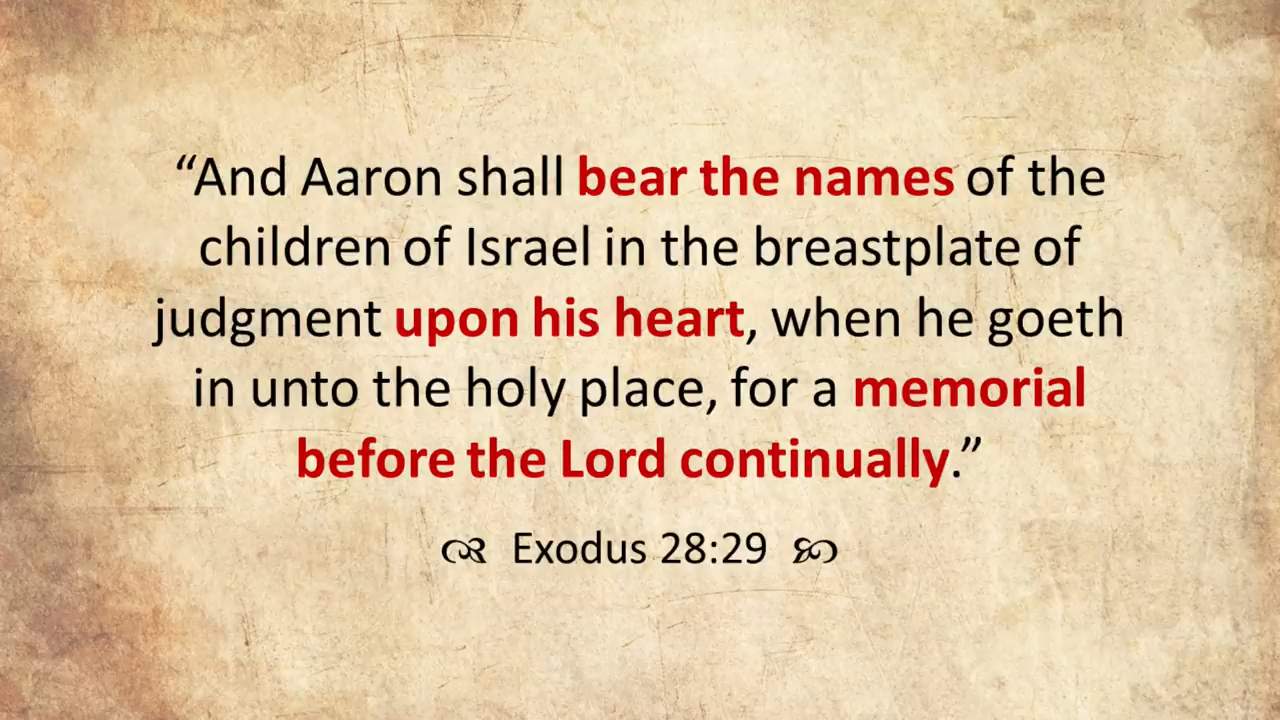 “And Aaron shall bear the names of the
children of Israel in the breastplate of
judgment upon his heart, when he goeth
in unto the holy place, for a memorial
before the Lord continually.”
Exodus 28:29